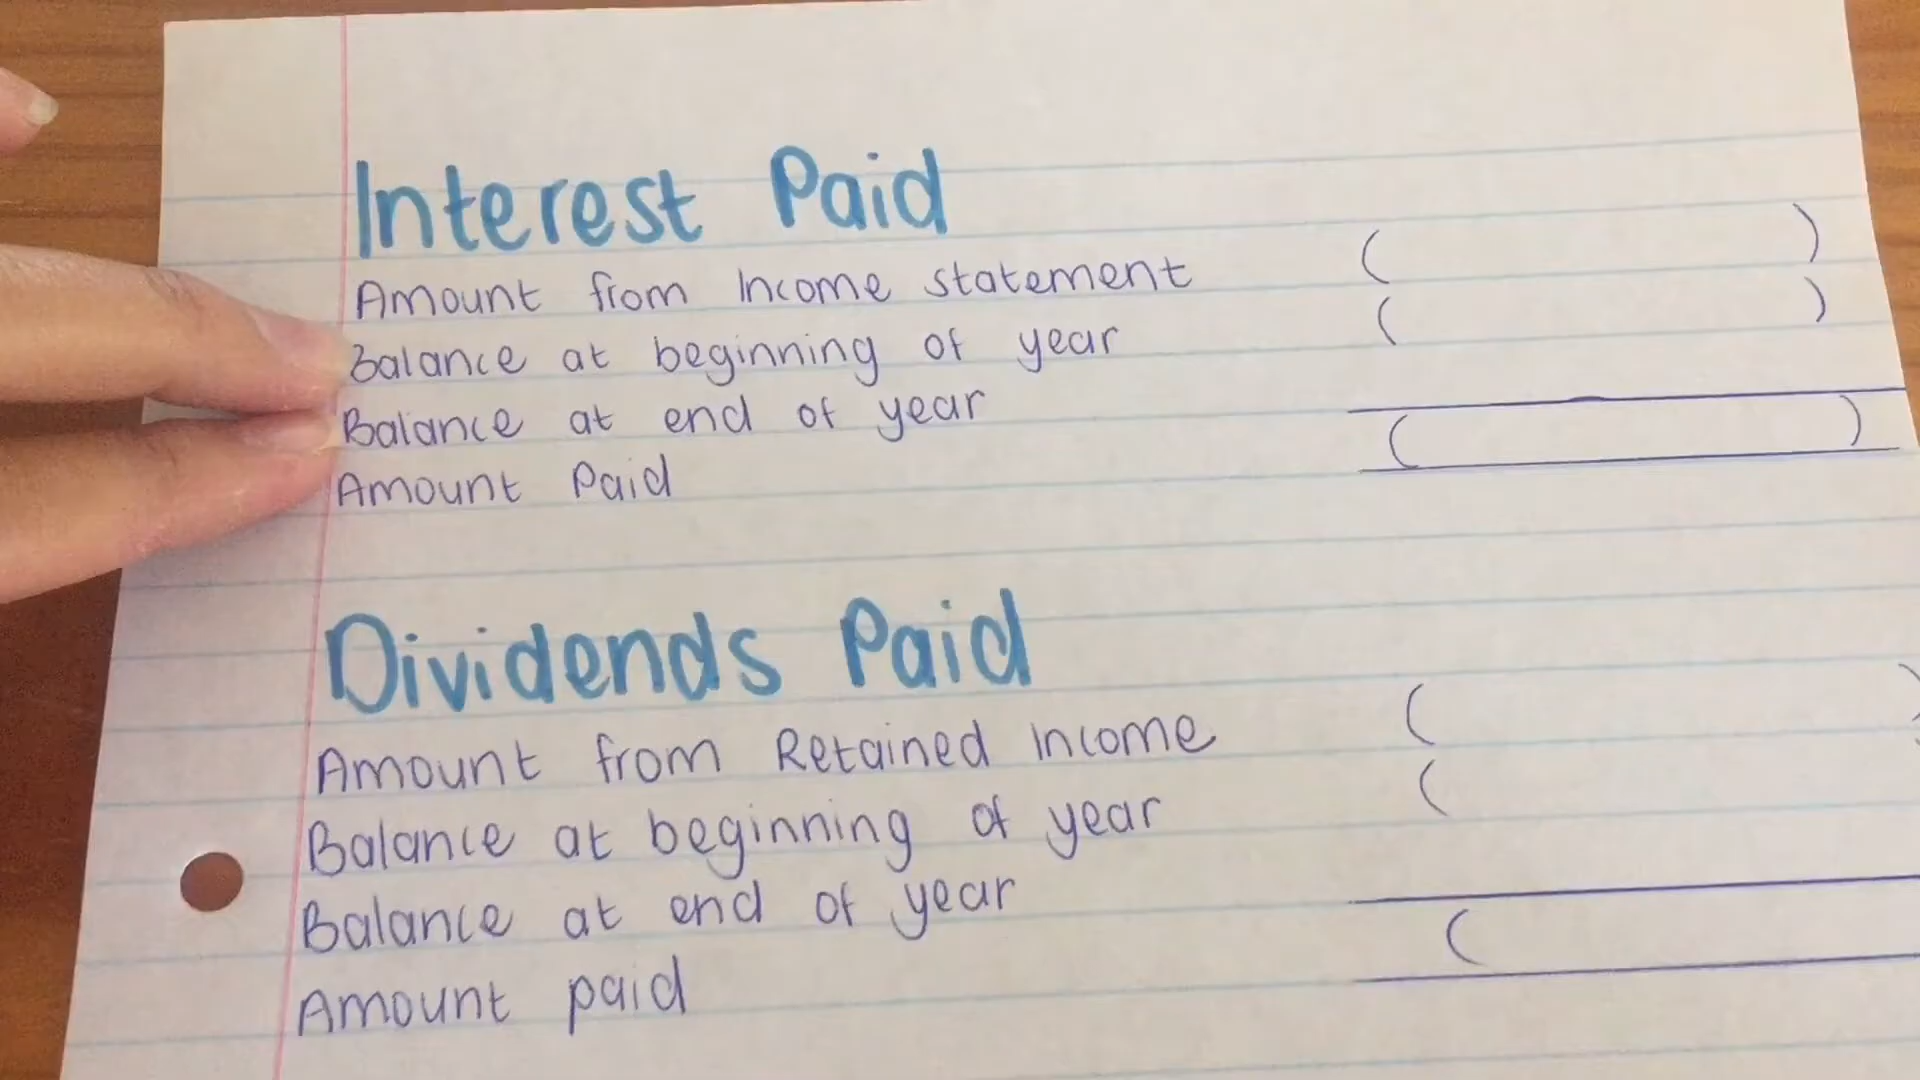 Interest Paid
Amount from Income statement ( )
Balance at beginning of year ( )
Balance at end of year
Amount Paid ( )
Dividends Paid
Amount from Retained Income ( )
Balance at beginning of year (
Balance at end of year
Amount paid (